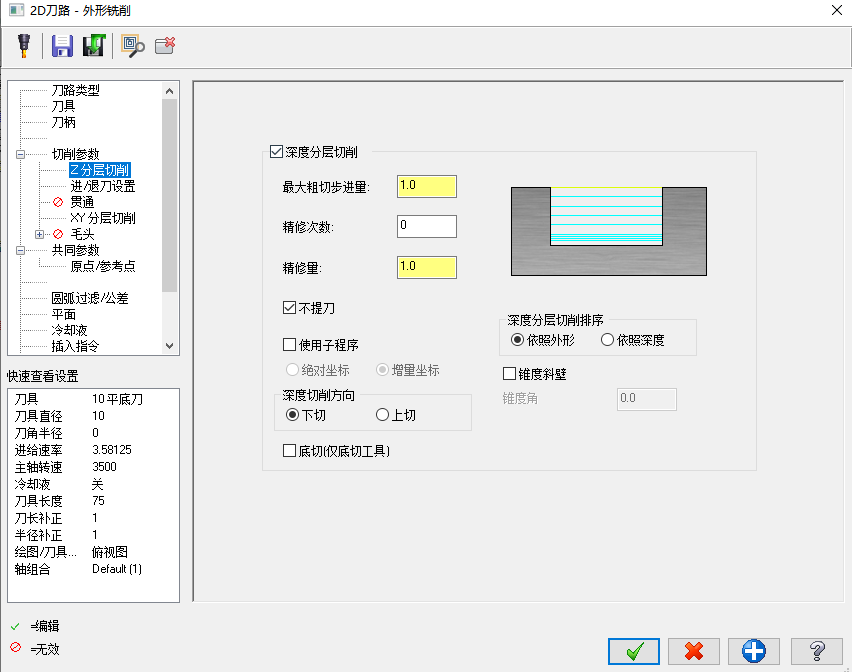 2D刀路 - 外形铣削
刀路类型
刀具
刀柄
切削参数
Z 分层切削
进/退刀设置
贯通
XY 分层切削
毛头
共同参数
原点/参考点
圆弧过滤/公差
平面
冷却液
插入指令
快速查看设置
刀具 10 平底刀
刀具直径 10
刀角半径 0
进给速率 3.58125
主轴转速 3500
冷却液 关
刀具长度 75
刀长补正 1
半径补正 1
绘图/刀具... 俯视图
轴组合 Default (1)
=编辑
=无效
深度分层切削
最大粗切步进量: 1.0
精修次数: 0
精修量: 1.0
不提刀
使用子程序
绝对坐标 增量坐标
深度切削方向
下切 上切
底切(仅底切工具)
深度分层切削排序
依照外形 依照深度
锥度斜壁
锥度角 0.0